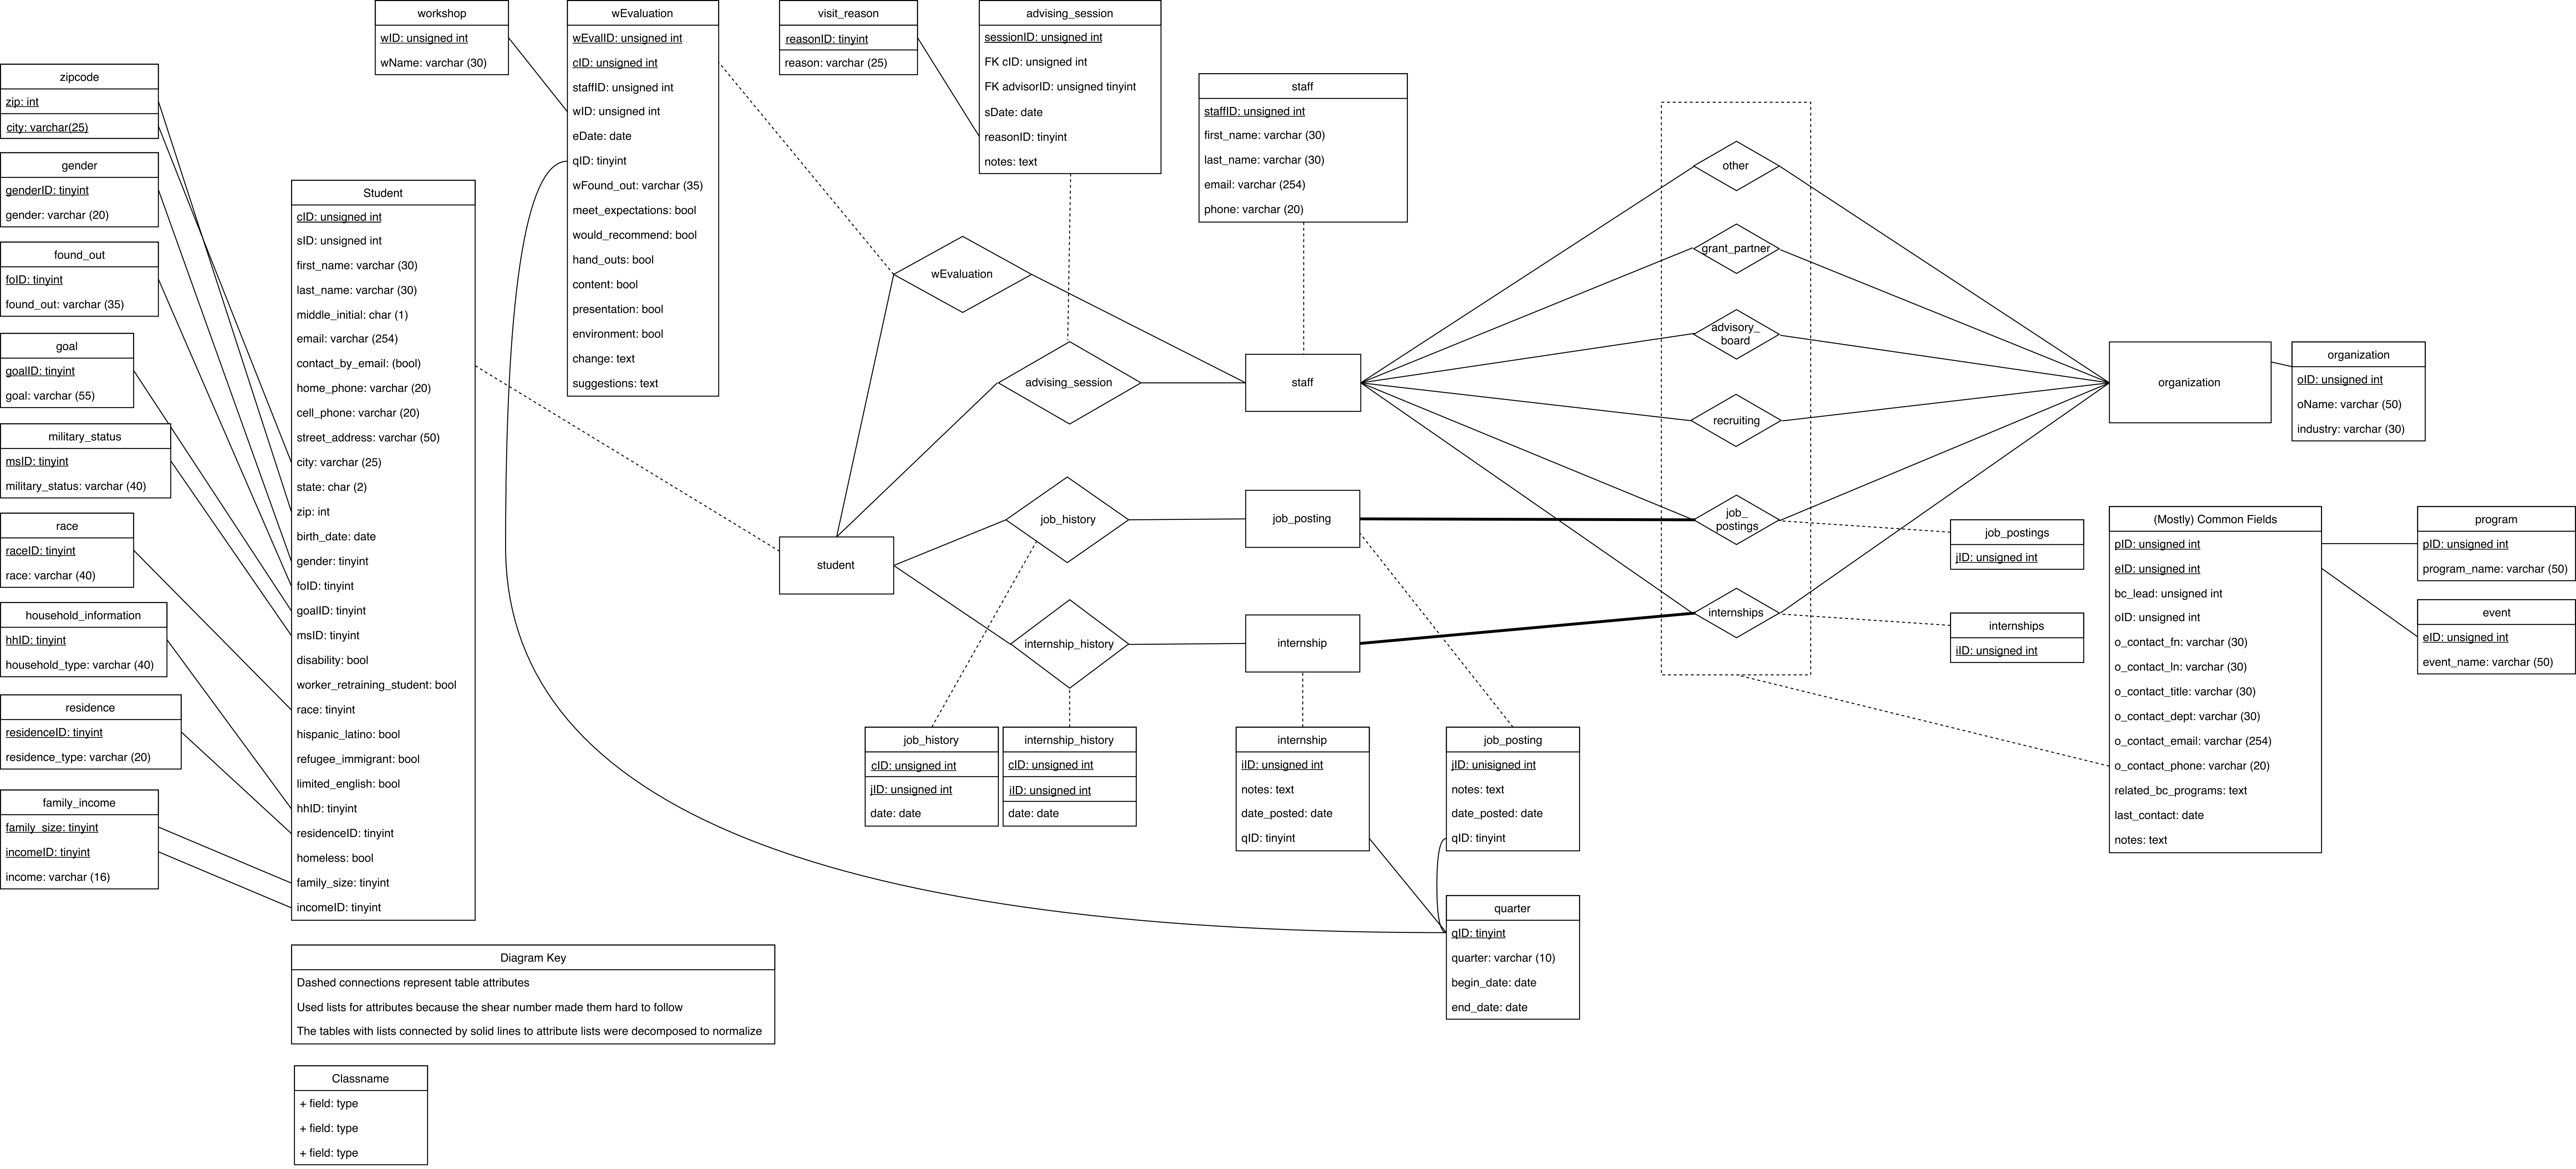 workshop
wID: unsigned int
wName: varchar (30)
wEvaluation
wEvalID: unsigned int
cID: unsigned int
staffID: unsigned int
wID: unsigned int
eDate: date
qID: tinyint
wFound_out: varchar (35)
meet_expectations: bool
would_recommend: bool
hand_outs: bool
content: bool
presentation: bool
environment: bool
change: text
suggestions: text
visit_reason
reasonID: tinyint
reason: varchar (25)
advising_session
sessionID: unsigned int
FK cID: unsigned int
FK advisorID: unsigned tinyint
sDate: date
reasonID: tinyint
notes: text
staff
staffID: unsigned int
first_name: varchar (30)
last_name: varchar (30)
email: varchar (254)
phone: varchar (20)
zipcode
zip: int
city: varchar(25)
gender
genderID: tinyint
gender: varchar (20)
found_out
foID: tinyint
found_out: varchar (35)
goal
goalID: tinyint
goal: varchar (55)
military_status
msID: tinyint
military_status: varchar (40)
race
raceID: tinyint
race: varchar (40)
household_information
hhID: tinyint
household_type: varchar (40)
residence
residenceID: tinyint
residence_type: varchar (20)
family_income
family_size: tinyint
incomeID: tinyint
income: varchar (16)
Student
cID: unsigned int
sID: unsigned int
first_name: varchar (30)
last_name: varchar (30)
middle_initial: char (1)
email: varchar (254)
contact_by_email: (bool)
home_phone: varchar (20)
cell_phone: varchar (20)
street_address: varchar (50)
city: varchar (25)
state: char (2)
zip: int
birth_date: date
gender: tinyint
foID: tinyint
goalID: tinyint
msID: tinyint
disability: bool
worker_retraining_student: bool
race: tinyint
hispanic_latino: bool
refugee_immigrant: bool
limited_english: bool
hhID: tinyint
residenceID: tinyint
homeless: bool
family_size: tinyint
incomeID: tinyint
wEvaluation
advising_session
job_history
internship_history
student
staff
job_posting
internship
other
grant_partner
advisory_
board
recruiting
job_
postings
internships
organization
organization
oID: unsigned int
oName: varchar (50)
industry: varchar (30)
job_postings
jID: unsigned int
internships
iID: unsigned int
(Mostly) Common Fields
pID: unsigned int
eID: unsigned int
bc_lead: unsigned int
oID: unsigned int
o_contact_fn: varchar (30)
o_contact_ln: varchar (30)
o_contact_title: varchar (30)
o_contact_dept: varchar (30)
o_contact_email: varchar (254)
o_contact_phone: varchar (20)
related_bc_programs: text
last_contact: date
notes: text
program
pID: unsigned int
program_name: varchar (50)
event
eID: unsigned int
event_name: varchar (50)
job_history
cID: unsigned int
jID: unsigned int
date: date
internship_history
cID: unsigned int
iID: unsigned int
date: date
internship
iID: unsigned int
notes: text
date_posted: date
qID: tinyint
job_posting
jID: unisigned int
notes: text
date_posted: date
qID: tinyint
quarter
qID: tinyint
quarter: varchar (10)
begin_date: date
end_date: date
Diagram Key
Dashed connections represent table attributes
Used lists for attributes because the shear number made them hard to follow
The tables with lists connected by solid lines to attribute lists were decomposed to normalize
Classname
+ field: type
+ field: type
+ field: type